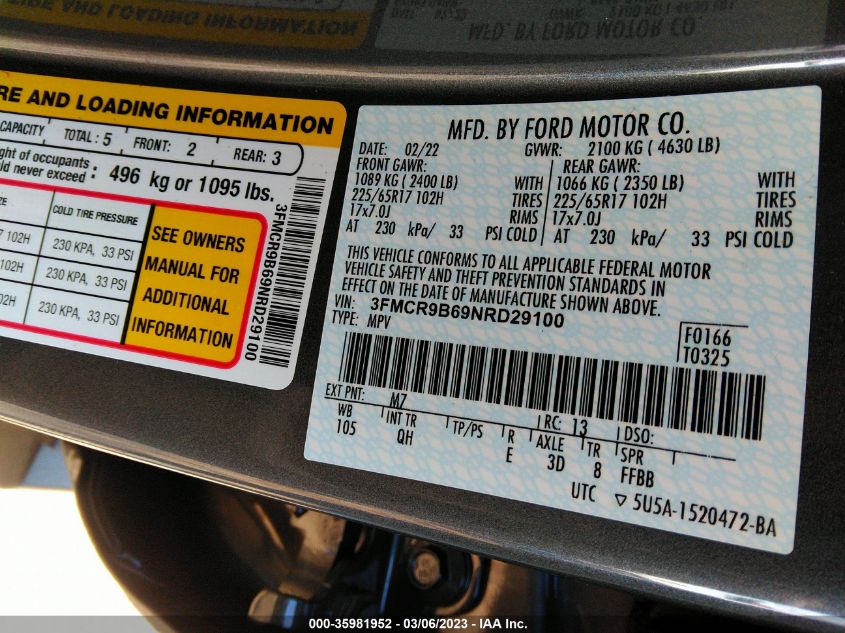 RE AND LOADING INFORMATION
CAPACITY TOTAL : 5 FRONT: 2 REAR: 3
ght of occupants
ld never exceed : 496 kg or 1095 lbs.
ZE COLD TIRE PRESSURE
17 102H 230 KPA, 33 PSI
102H 230 KPA, 33 PSI
230 KPA, 33 PSI
SEE OWNERS
MANUAL FOR
ADDITIONAL
INFORMATION
3FMCR9B69NRD29100
MFD. BY FORD MOTOR CO.
DATE: 02/22 GVWR: 2100 KG ( 4630 LB)
FRONT GAWR: REAR GAWR:
1089 KG ( 2400 LB) WITH 1066 KG ( 2350 LB) WITH
225/65R17 102H TIRES 225/65R17 102H TIRES
17x7.0J RIMS 17x7.0J RIMS
AT 230 kPa/ 33 PSI COLD AT 230 kPa/ 33 PSI COLD
THIS VEHICLE CONFORMS TO ALL APPLICABLE FEDERAL MOTOR
VEHICLE SAFETY AND THEFT PREVENTION STANDARDS IN
EFFECT ON THE DATE OF MANUFACTURE SHOWN ABOVE.
VIN: 3FMCR9B69NRD29100
TYPE: MPV
F0166
T0325
EXT PNT: M7 RC: 13 DSO:
WB INT TR TP/PS R AXLE TR SPR
105 QH E 3D 8 FFBB
UTC ▽ 5U5A-1520472-BA
000-35981952 — 03/06/2023 — IAA Inc.